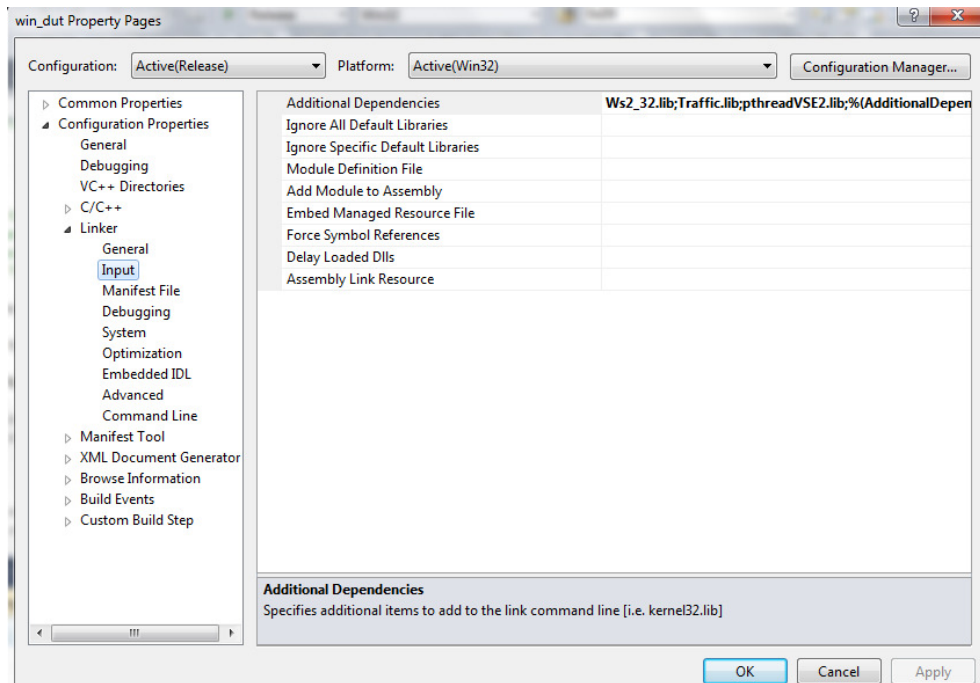 win_dut Property Pages
Configuration: Active(Release) Platform: Active(Win32) Configuration Manager...
Common Properties
Configuration Properties
General
Debugging
VC++ Directories
C/C++
Linker
General
Input
Manifest File
Debugging
System
Optimization
Embedded IDL
Advanced
Command Line
Manifest Tool
XML Document Generator
Browse Information
Build Events
Custom Build Step
Additional Dependencies Ws2_32.lib;Traffic.lib;pthreadVSE2.lib;%(AdditionalDepen
Ignore All Default Libraries
Ignore Specific Default Libraries
Module Definition File
Add Module to Assembly
Embed Managed Resource File
Force Symbol References
Delay Loaded Dlls
Assembly Link Resource
Additional Dependencies
Specifies additional items to add to the link command line [i.e. kernel32.lib]
OK Cancel Apply